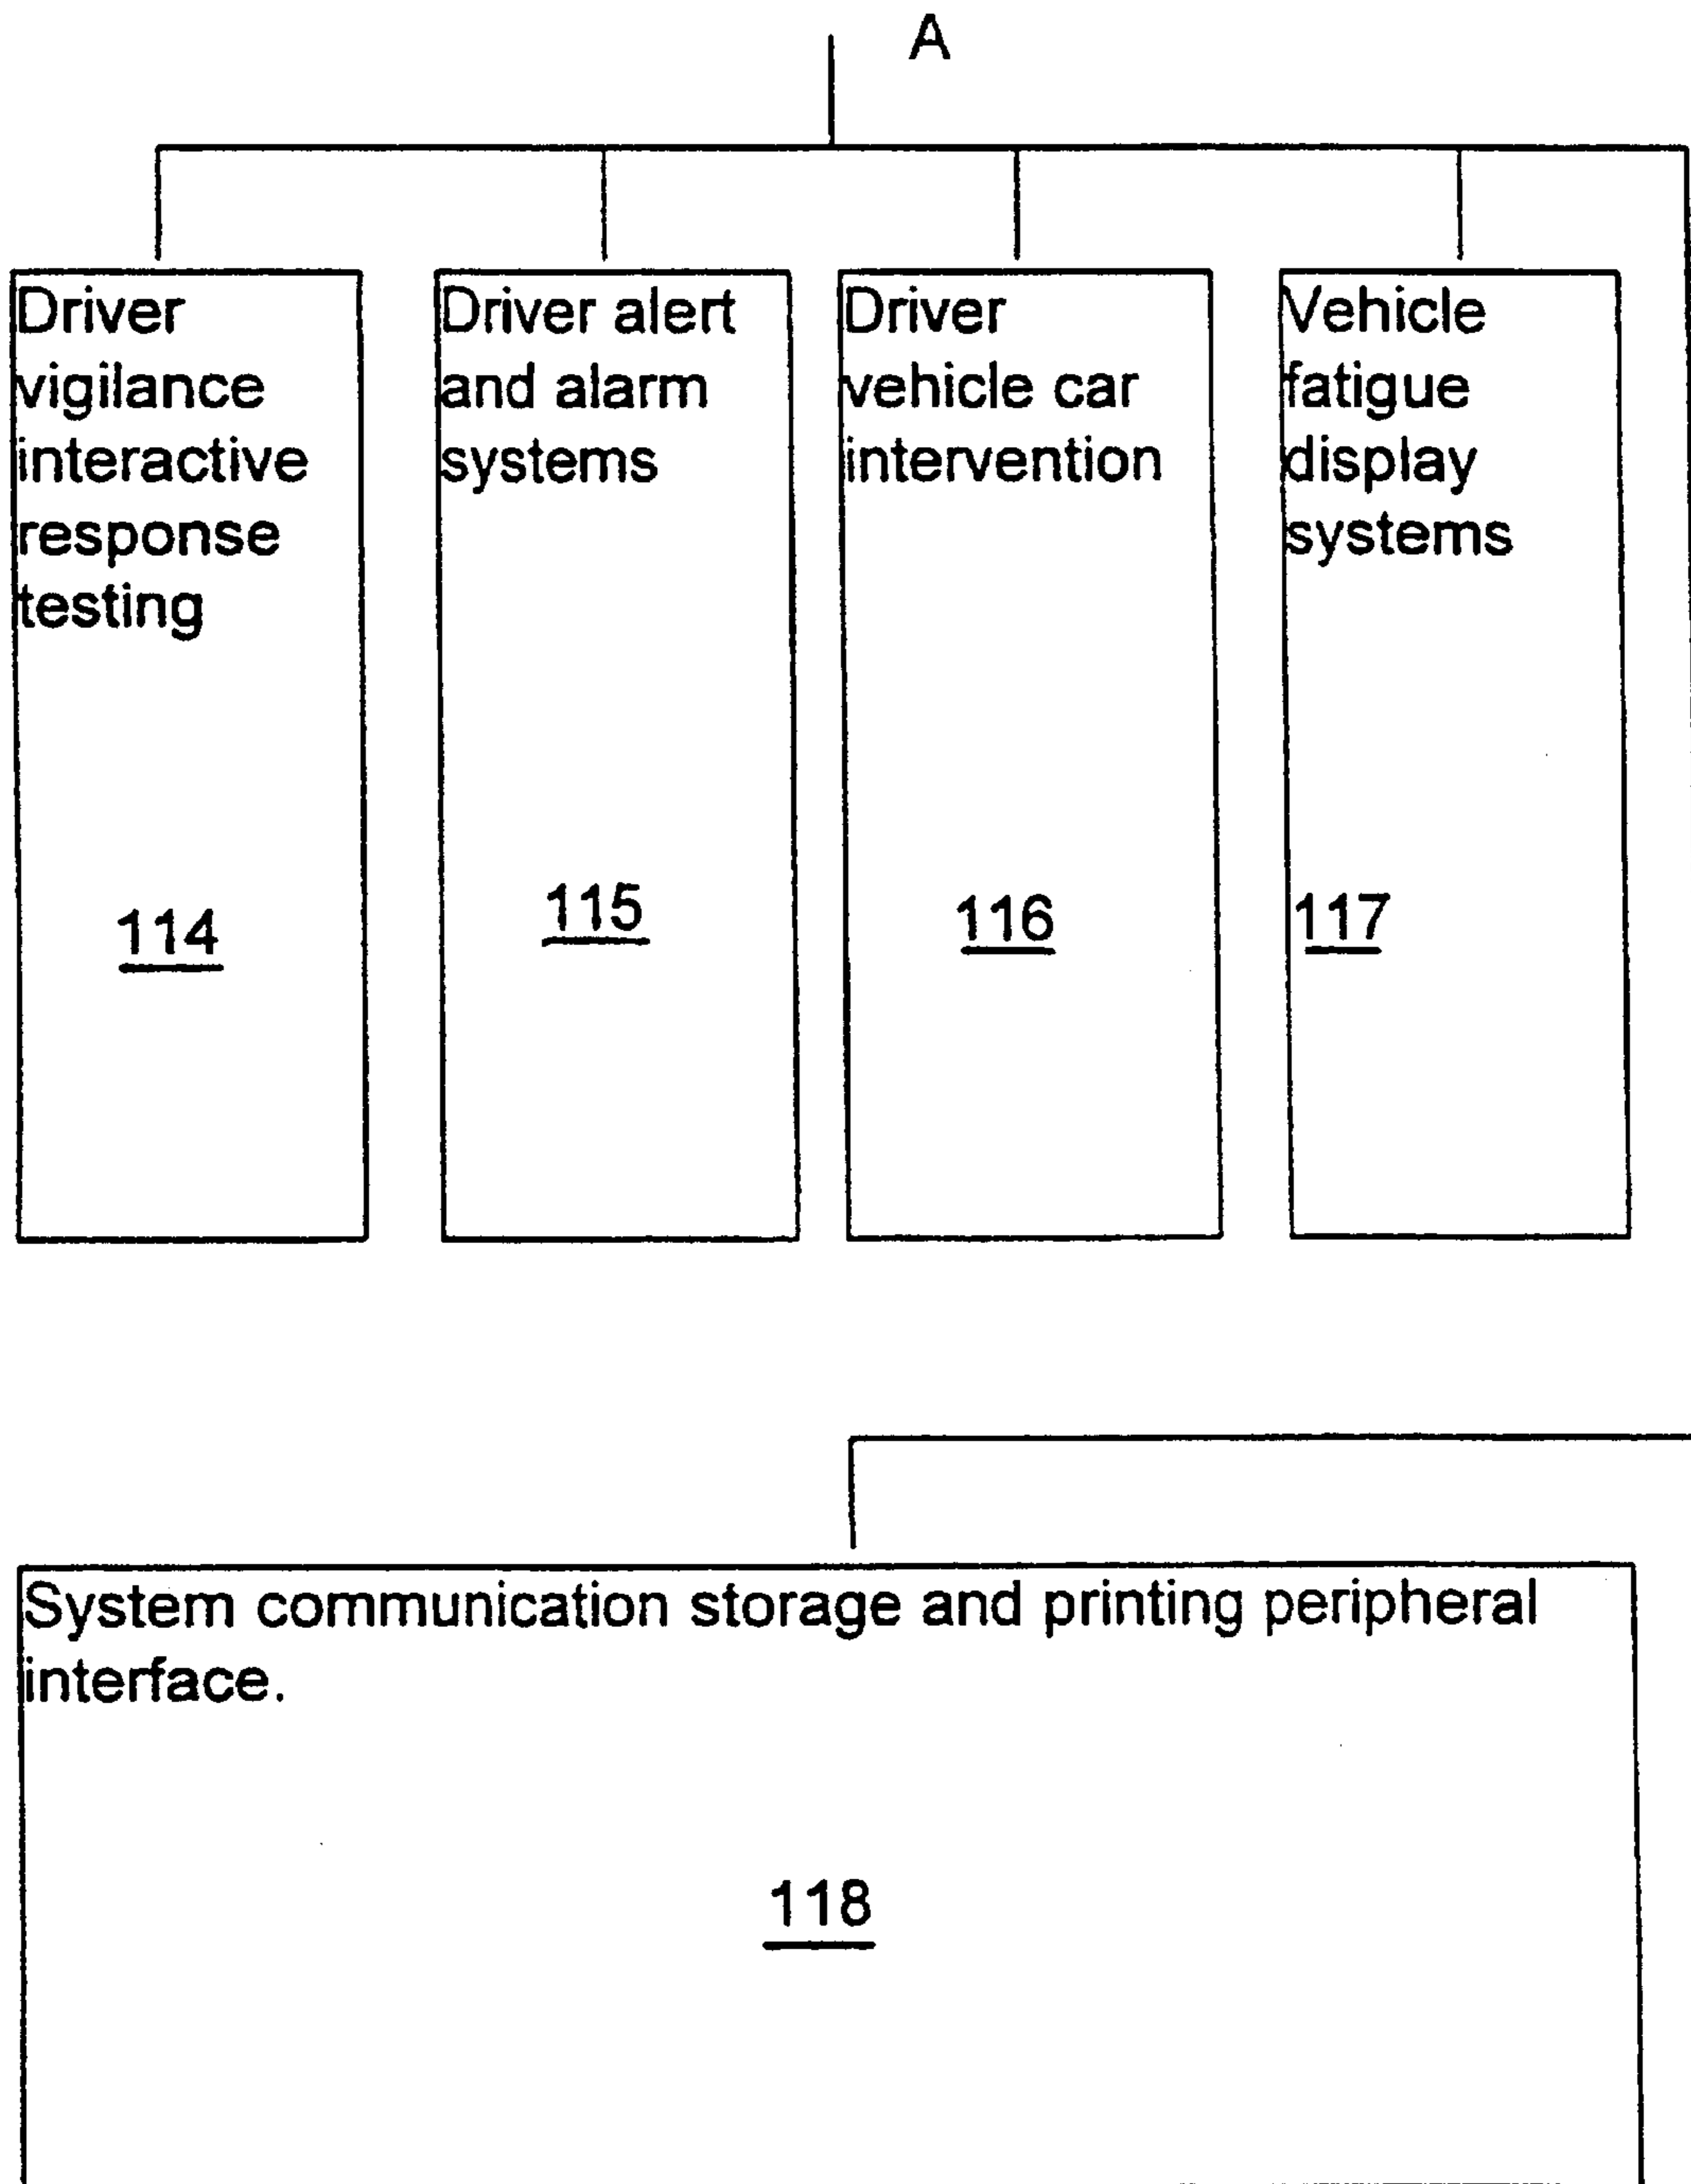 A
Driver
vigilance
interactive
response
testing
114
Driver alert
and alarm
systems
115
Driver
vehicle car
intervention
116
Vehicle
fatigue
display
systems
117
System communication storage and printing peripheral
interface.
118